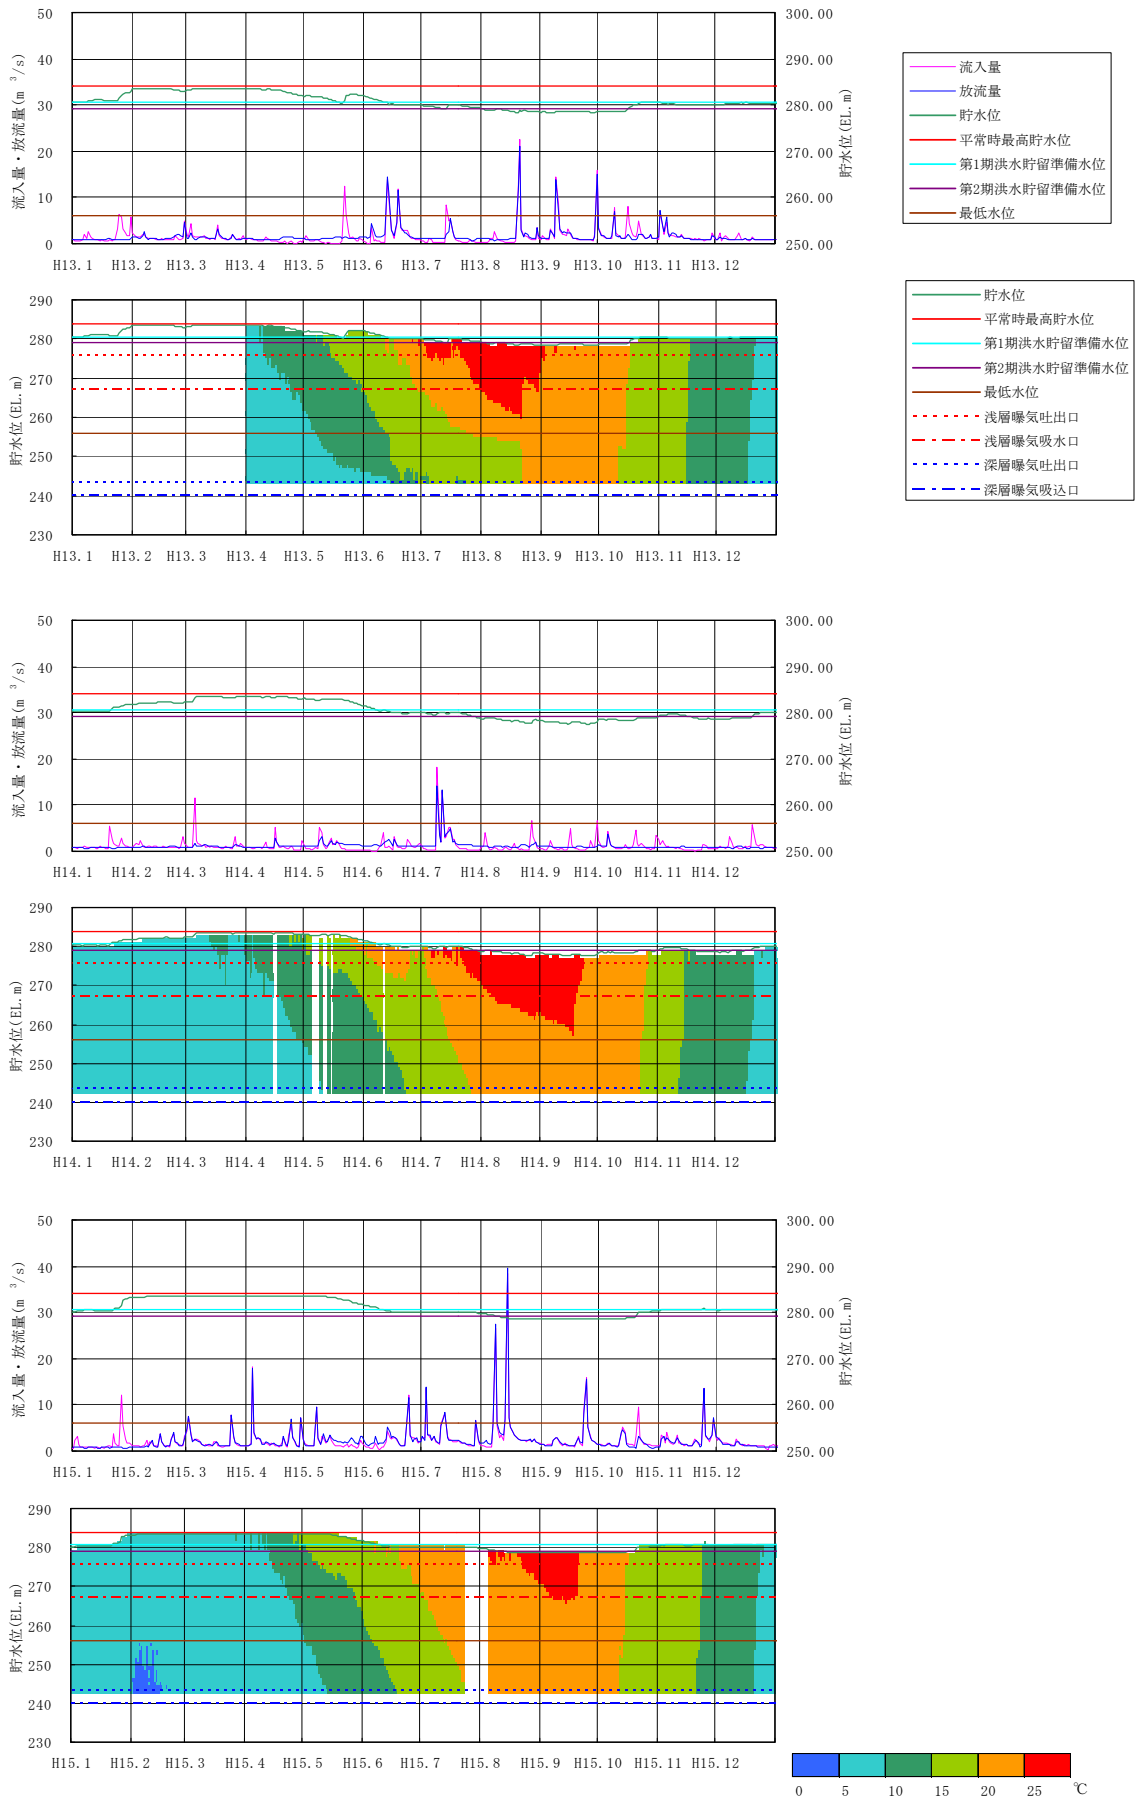 50 300.00
40 290.00
30 280.00
20 270.00
10 260.00
0 250.00
流入量・放流量(m³/s)
貯水位(EL.m)
H13.1 H13.2 H13.3 H13.4 H13.5 H13.6 H13.7 H13.8 H13.9 H13.10 H13.11 H13.12
流入量
放流量
貯水位
平常時最高貯水位
第1期洪水貯留準備水位
第2期洪水貯留準備水位
最低水位
290
280
270
260
250
240
230
貯水位(EL.m)
H13.1 H13.2 H13.3 H13.4 H13.5 H13.6 H13.7 H13.8 H13.9 H13.10 H13.11 H13.12
貯水位
平常時最高貯水位
第1期洪水貯留準備水位
第2期洪水貯留準備水位
最低水位
浅層曝気吐出口
浅層曝気吸水口
深層曝気吐出口
深層曝気吸込口
50 300.00
40 290.00
30 280.00
20 270.00
10 260.00
0 250.00
流入量・放流量(m³/s)
貯水位(EL.m)
H14.1 H14.2 H14.3 H14.4 H14.5 H14.6 H14.7 H14.8 H14.9 H14.10 H14.11 H14.12
290
280
270
260
250
240
230
貯水位(EL.m)
H14.1 H14.2 H14.3 H14.4 H14.5 H14.6 H14.7 H14.8 H14.9 H14.10 H14.11 H14.12
50 300.00
40 290.00
30 280.00
20 270.00
10 260.00
0 250.00
流入量・放流量(m³/s)
貯水位(EL.m)
H15.1 H15.2 H15.3 H15.4 H15.5 H15.6 H15.7 H15.8 H15.9 H15.10 H15.11 H15.12
290
280
270
260
250
240
230
貯水位(EL.m)
H15.1 H15.2 H15.3 H15.4 H15.5 H15.6 H15.7 H15.8 H15.9 H15.10 H15.11 H15.12
0 5 10 15 20 25 ℃